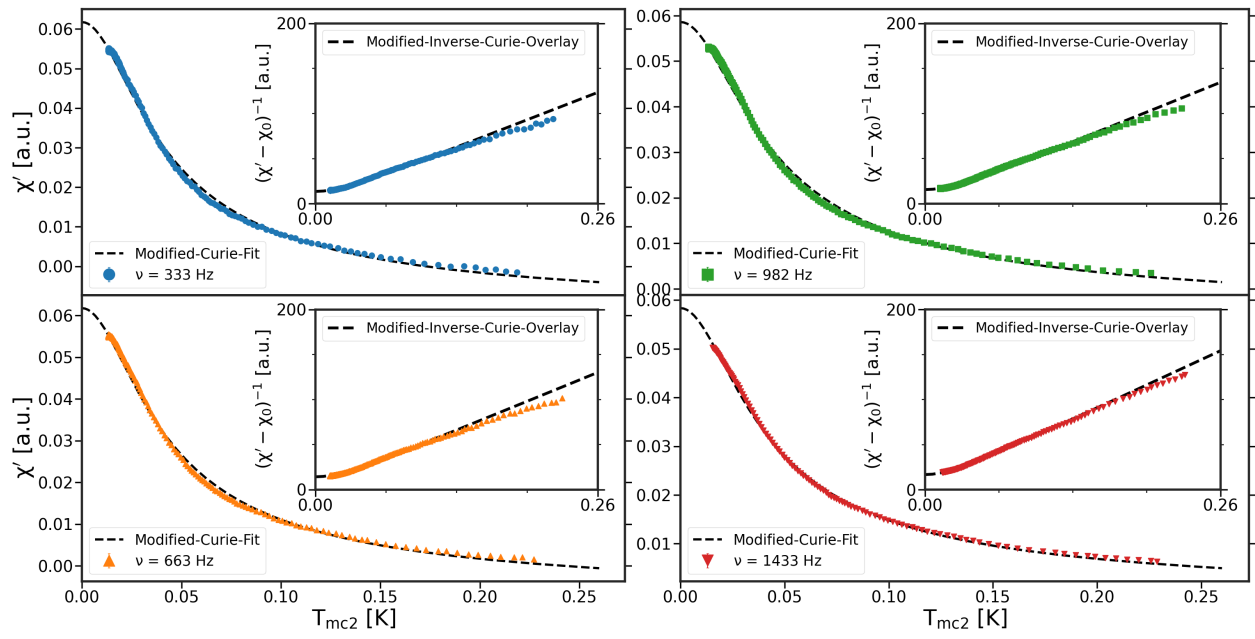 0.06
0.05
0.04
0.03
0.02
0.01
0.00
χ′ [a.u.]
200
0
(χ′ − χ₀)⁻¹ [a.u.]
Modified-Inverse-Curie-Overlay
0.00
0.26
Modified-Curie-Fit
ν = 333 Hz
0.06
0.05
0.04
0.03
0.02
0.01
0.00
200
0
(χ′ − χ₀)⁻¹ [a.u.]
Modified-Inverse-Curie-Overlay
0.00
0.26
Modified-Curie-Fit
ν = 982 Hz
0.06
0.05
0.04
0.03
0.02
0.01
0.00
χ′ [a.u.]
200
0
(χ′ − χ₀)⁻¹ [a.u.]
Modified-Inverse-Curie-Overlay
0.00
0.26
Modified-Curie-Fit
ν = 663 Hz
0.00
0.05
0.10
0.15
0.20
0.25
T_mc2 [K]
0.06
0.05
0.04
0.03
0.02
0.01
200
0
(χ′ − χ₀)⁻¹ [a.u.]
Modified-Inverse-Curie-Overlay
0.00
0.26
Modified-Curie-Fit
ν = 1433 Hz
0.00
0.05
0.10
0.15
0.20
0.25
T_mc2 [K]